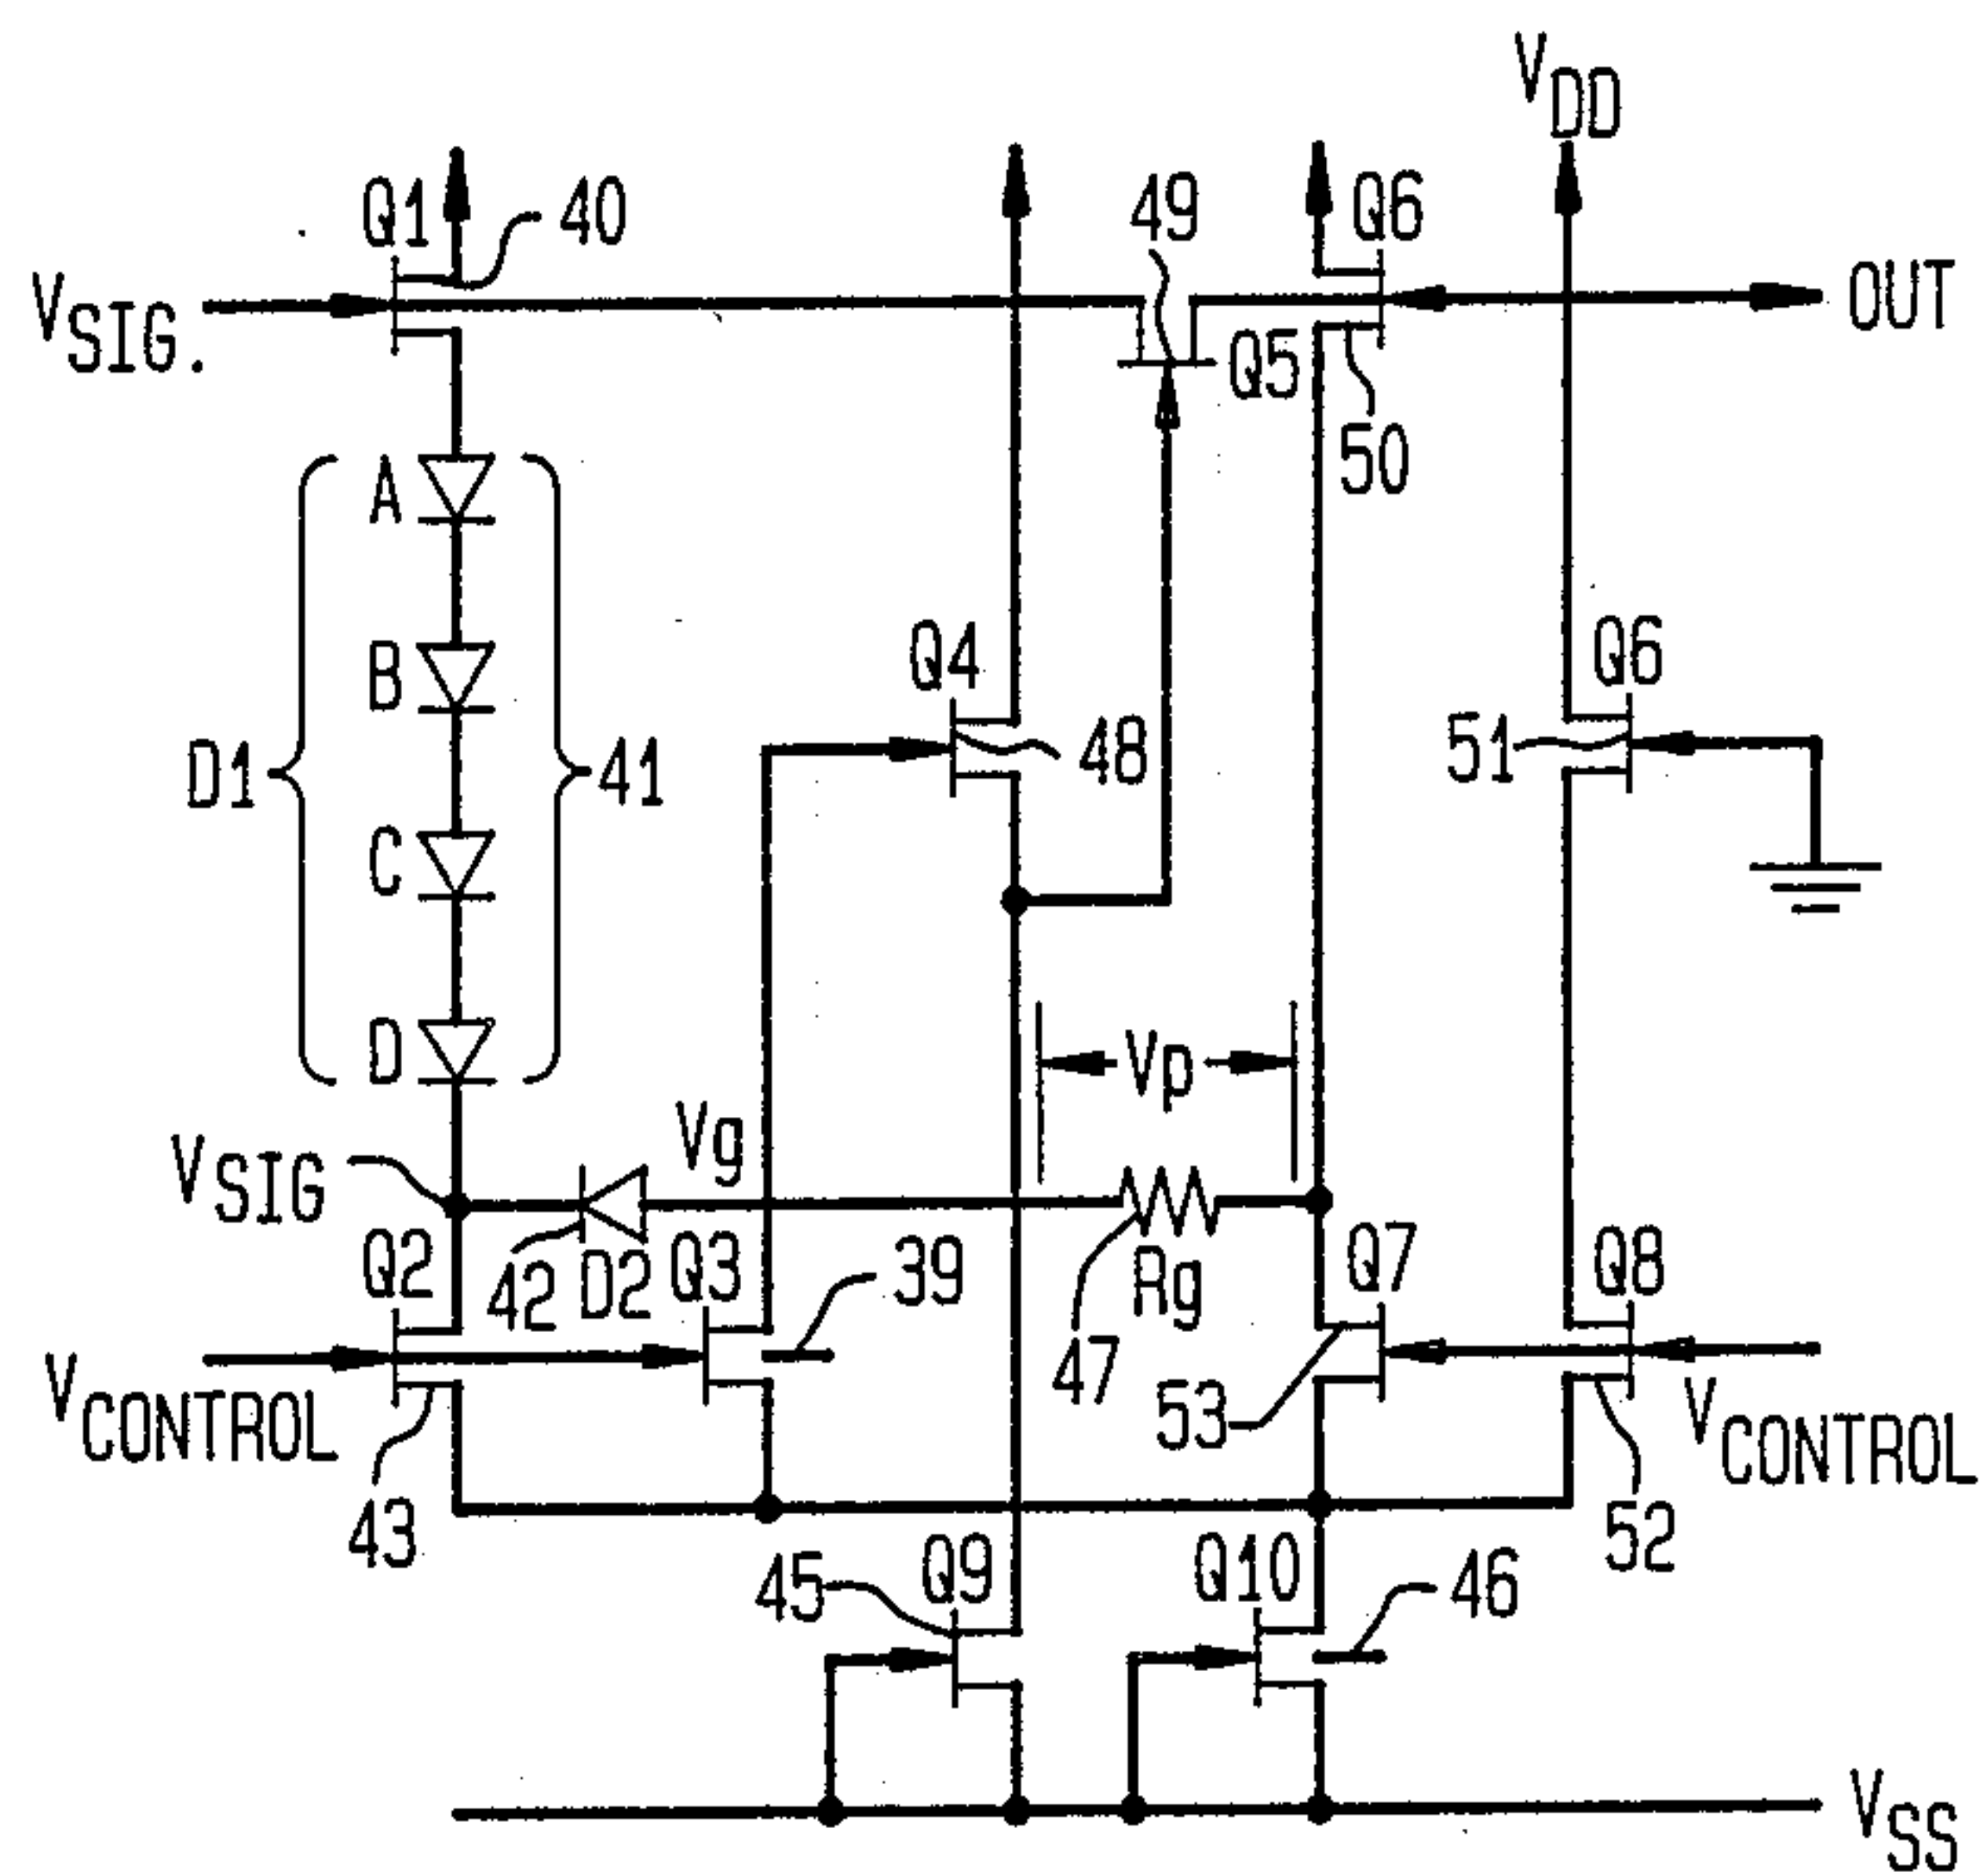 VDD
Q1
40
49
Q6
VSIG.
OUT
Q5
50
A
Q4
Q6
B
48
51
D1
41
C
D
Vp
VSIG
Vg
Q2
42
D2
Q3
39
Rg
Q7
Q8
VCONTROL
47
53
VCONTROL
43
52
45
Q9
Q10
46
VSS